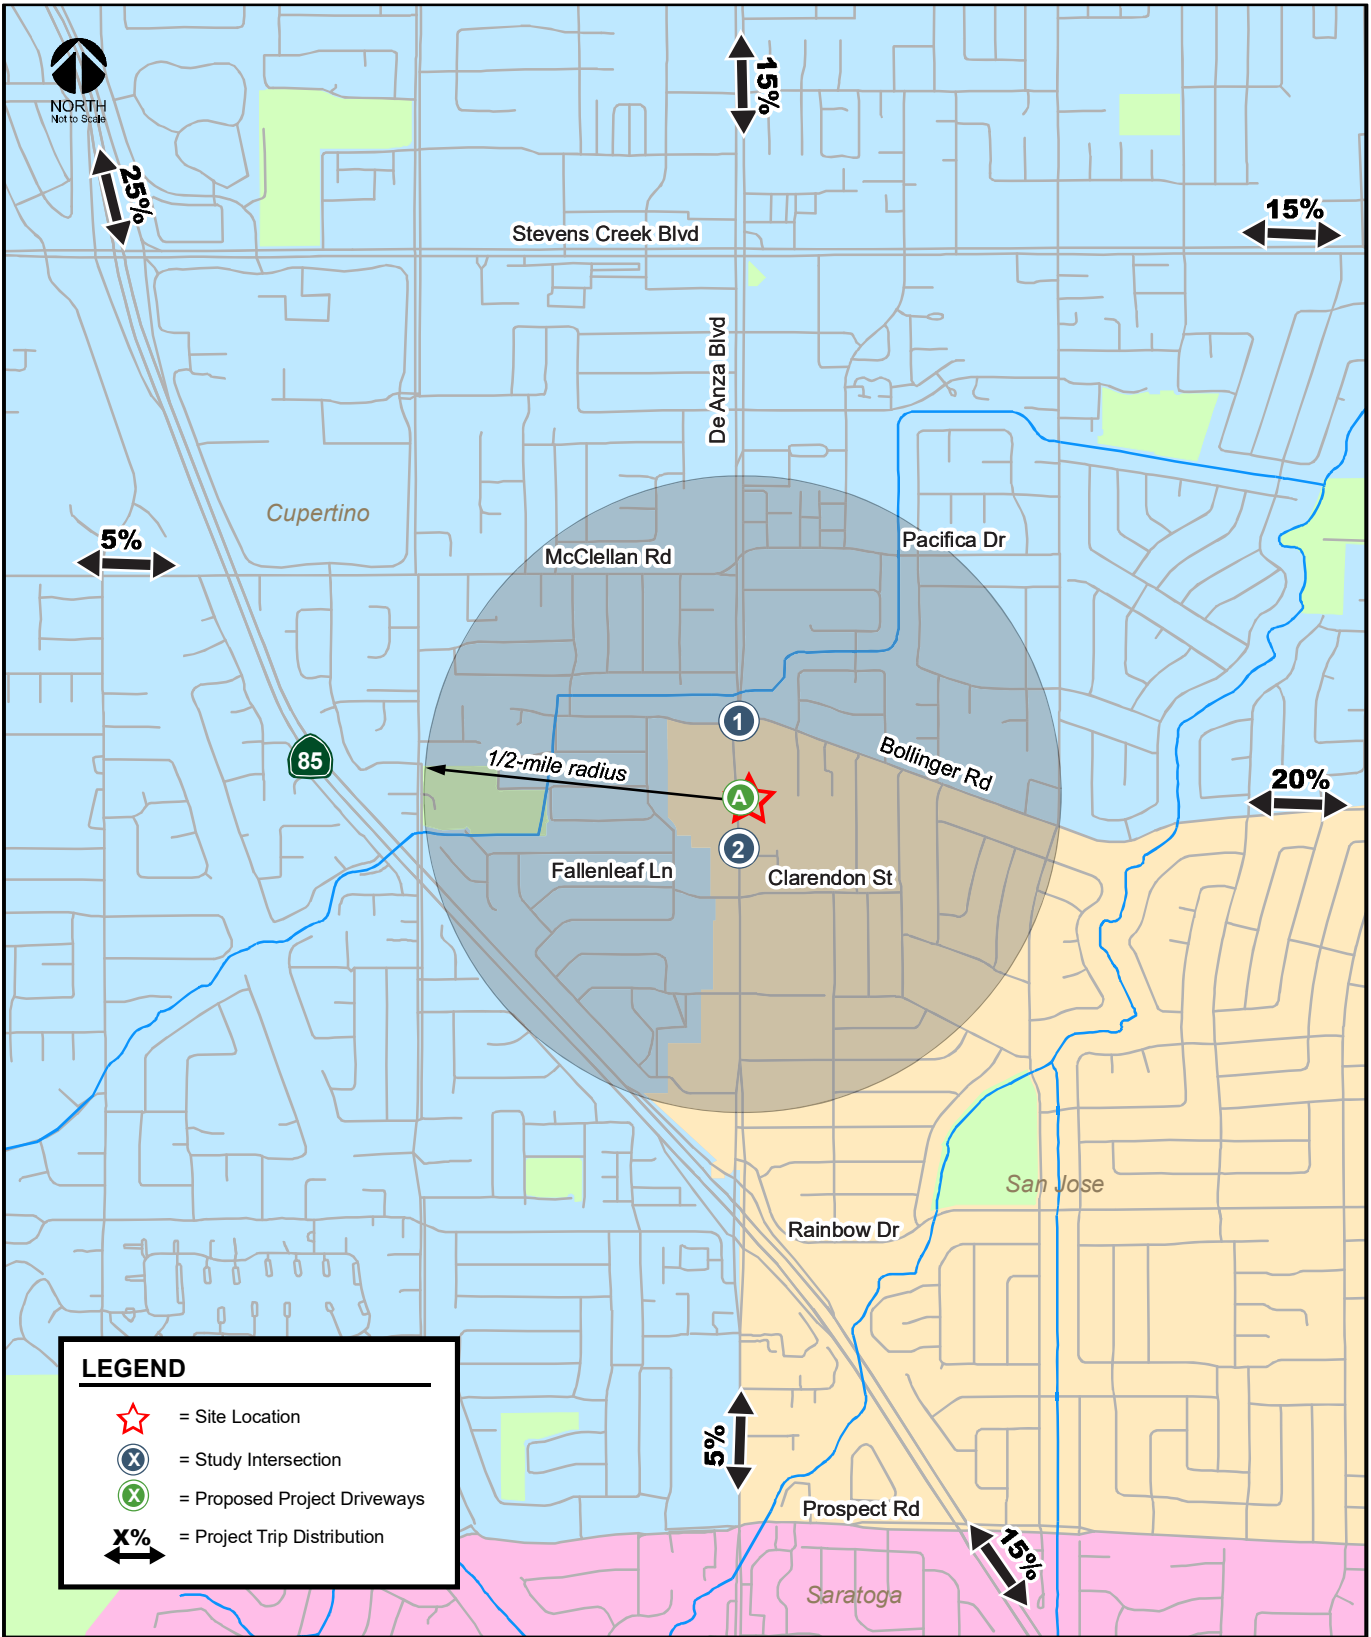 NORTH
Not to Scale
15%
25%
15%
Stevens Creek Blvd
De Anza Blvd
Cupertino
5%
McClellan Rd
Pacifica Dr
1
Bollinger Rd
85
1/2-mile radius
20%
A
2
Fallenleaf Ln
Clarendon St
San Jose
Rainbow Dr
5%
Prospect Rd
15%
Saratoga
LEGEND
= Site Location
X
= Study Intersection
X
= Proposed Project Driveways
X%
= Project Trip Distribution